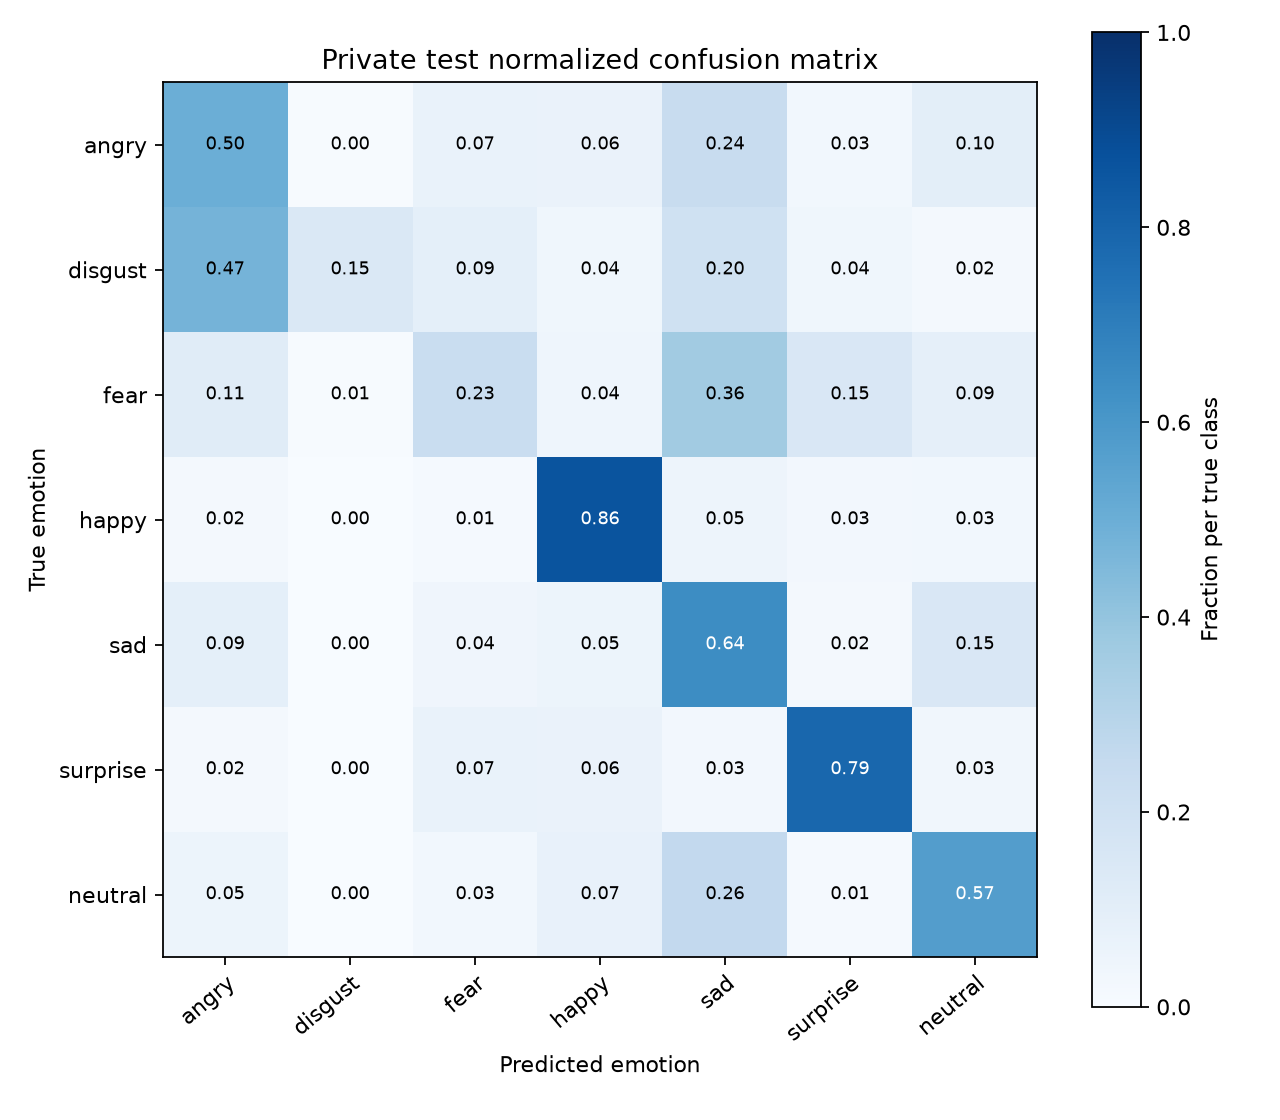 Private test normalized confusion matrix
True emotion
angry 0.50 0.00 0.07 0.06 0.24 0.03 0.10
disgust 0.47 0.15 0.09 0.04 0.20 0.04 0.02
fear 0.11 0.01 0.23 0.04 0.36 0.15 0.09
happy 0.02 0.00 0.01 0.86 0.05 0.03 0.03
sad 0.09 0.00 0.04 0.05 0.64 0.02 0.15
surprise 0.02 0.00 0.07 0.06 0.03 0.79 0.03
neutral 0.05 0.00 0.03 0.07 0.26 0.01 0.57
angry disgust fear happy sad surprise neutral
Predicted emotion
1.0
0.8
0.6
0.4
0.2
0.0
Fraction per true class